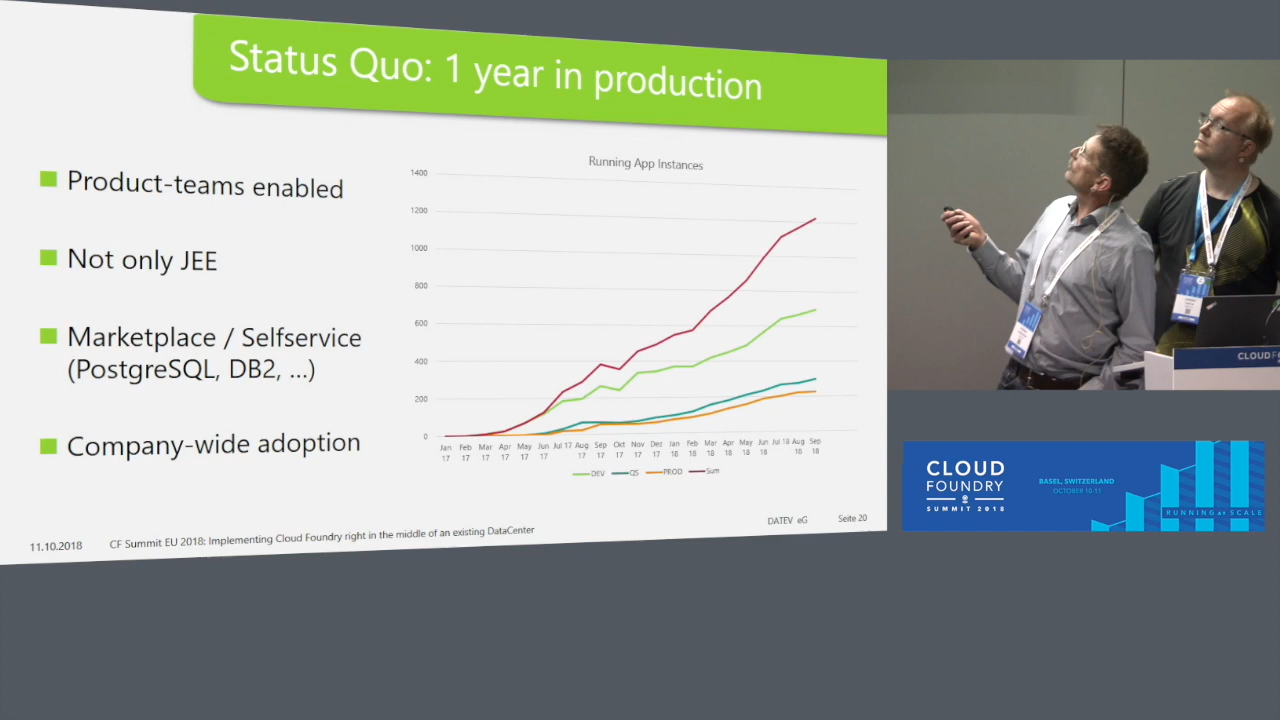 Status Quo: 1 year in production
Product-teams enabled
Not only JEE
Marketplace / Selfservice
(PostgreSQL, DB2, ...)
Company-wide adoption
Running App Instances
1400
1200
1000
800
600
400
200
0
Jan 17 Feb 17 Mar 17 Apr 17 May 17 Jun 17 Jul 17 Aug 17 Sep 17 Oct 17 Nov 17 Dez 17 Jan 18 Feb 18 Mar 18 Apr 18 May 18 Jun 18 Jul 18 Aug 18 Sep 18
DEV QS PROD Sum
11.10.2018 CF Summit EU 2018: Implementing Cloud Foundry right in the middle of an existing DataCenter
DATEV eG Seite 20
CLOUD
FOUNDRY
SUMMIT 2018
BASEL, SWITZERLAND
OCTOBER 10-11
RUNNING AT SCALE